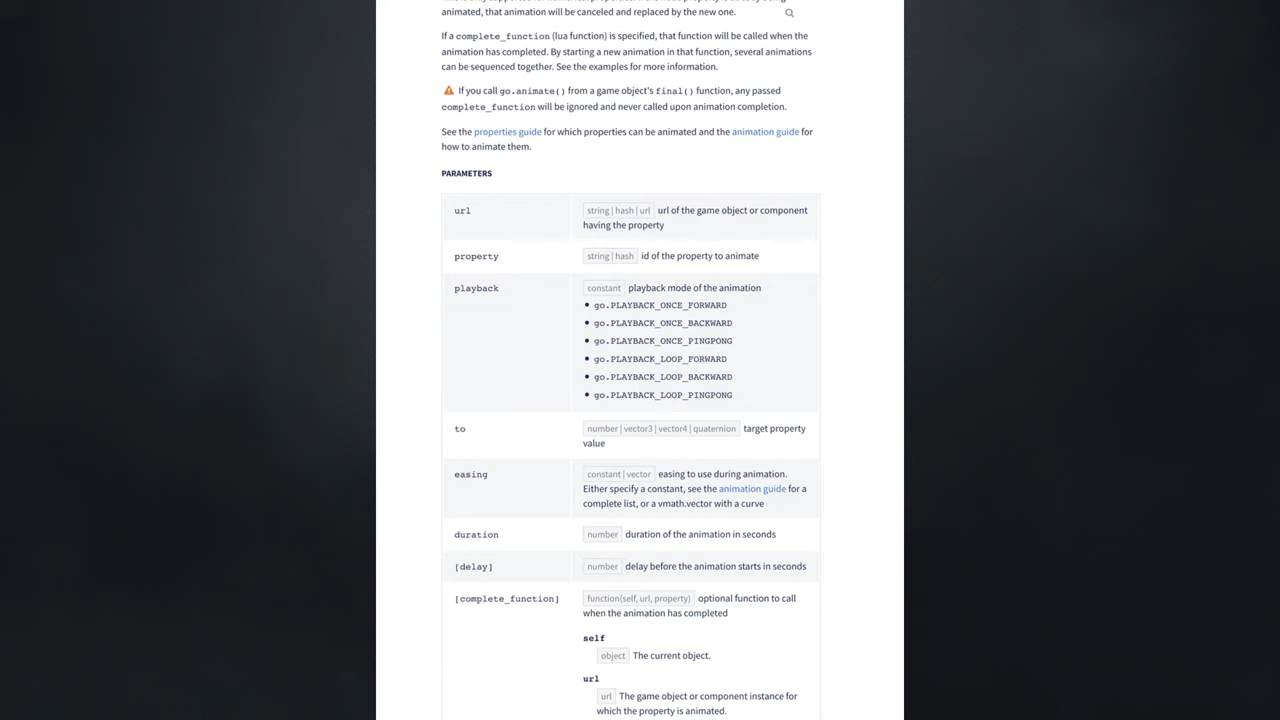 animated, that animation will be canceled and replaced by the new one.
If a complete_function (lua function) is specified, that function will be called when the
animation has completed. By starting a new animation in that function, several animations
can be sequenced together. See the examples for more information.
If you call go.animate() from a game object's final() function, any passed
complete_function will be ignored and never called upon animation completion.
See the properties guide for which properties can be animated and the animation guide for
how to animate them.
PARAMETERS
url string | hash | url url of the game object or component
having the property
property string | hash id of the property to animate
playback constant playback mode of the animation
• go.PLAYBACK_ONCE_FORWARD
• go.PLAYBACK_ONCE_BACKWARD
• go.PLAYBACK_ONCE_PINGPONG
• go.PLAYBACK_LOOP_FORWARD
• go.PLAYBACK_LOOP_BACKWARD
• go.PLAYBACK_LOOP_PINGPONG
to number | vector3 | vector4 | quaternion target property
value
easing constant | vector easing to use during animation.
Either specify a constant, see the animation guide for a
complete list, or a vmath.vector with a curve
duration number duration of the animation in seconds
[delay] number delay before the animation starts in seconds
[complete_function] function(self, url, property) optional function to call
when the animation has completed
self
object The current object.
url
url The game object or component instance for
which the property is animated.